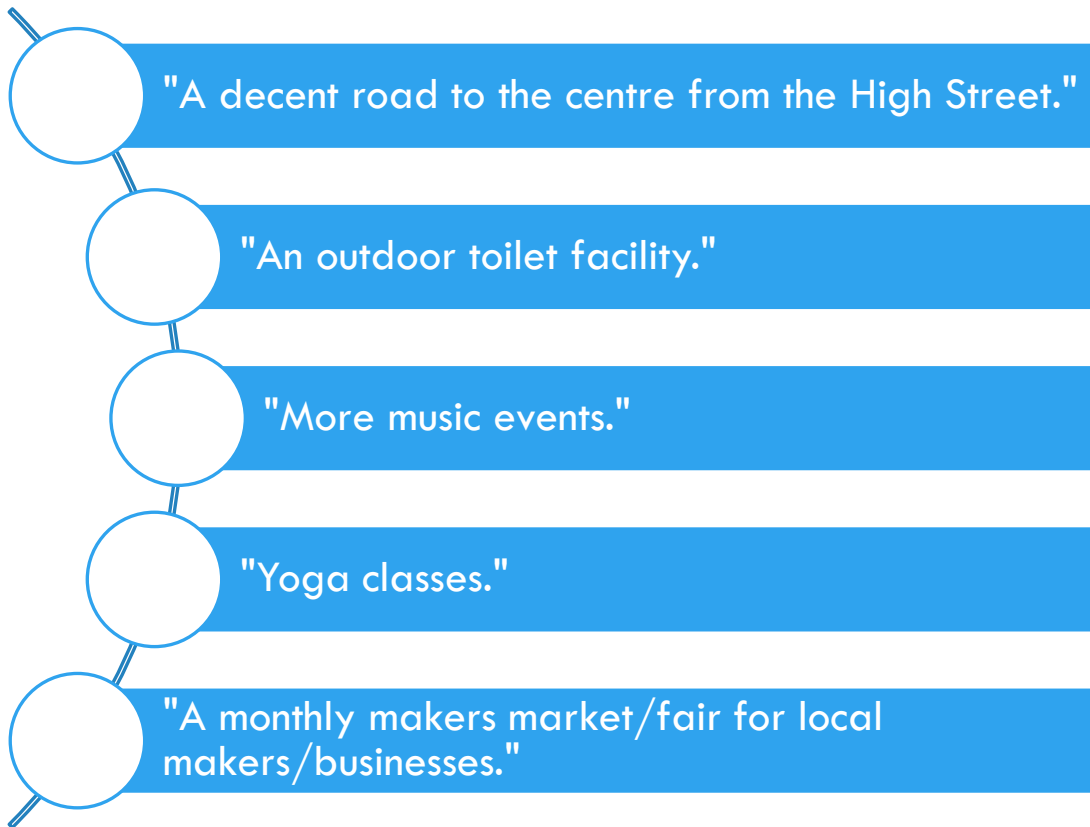 "A decent road to the centre from the High Street."
"An outdoor toilet facility."
"More music events."
"Yoga classes."
"A monthly makers market/fair for local
makers/businesses."